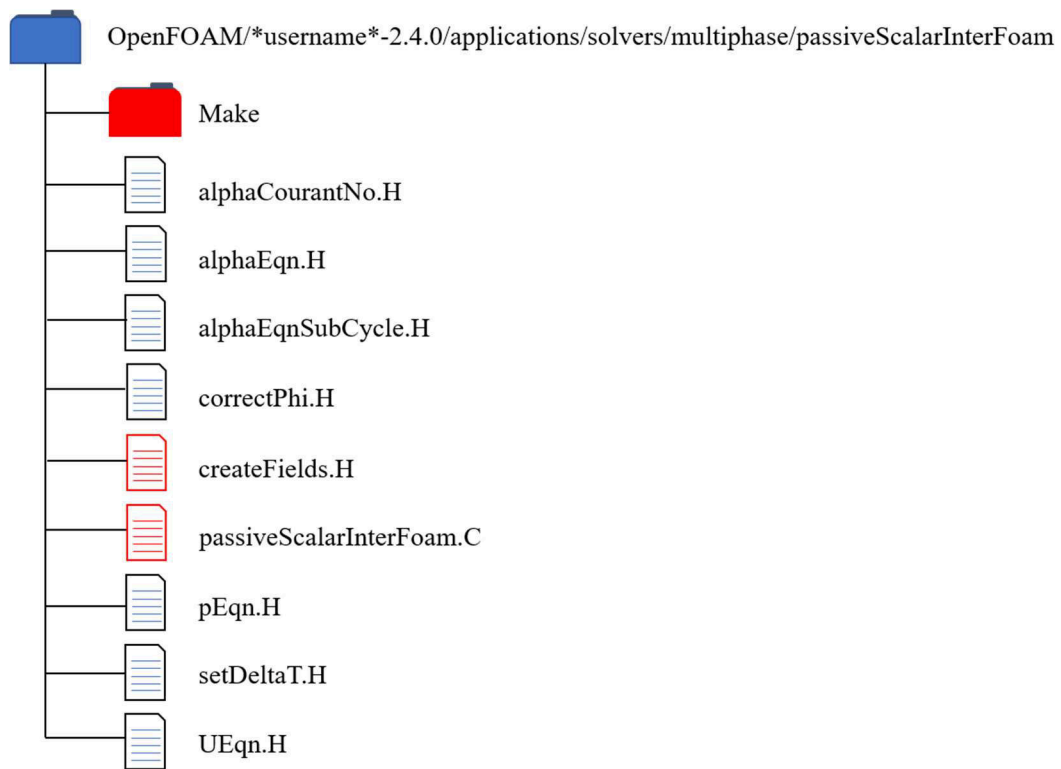 OpenFOAM/*username*-2.4.0/applications/solvers/multiphase/passiveScalarInterFoam
Make
alphaCourantNo.H
alphaEqn.H
alphaEqnSubCycle.H
correctPhi.H
createFields.H
passiveScalarInterFoam.C
pEqn.H
setDeltaT.H
UEqn.H